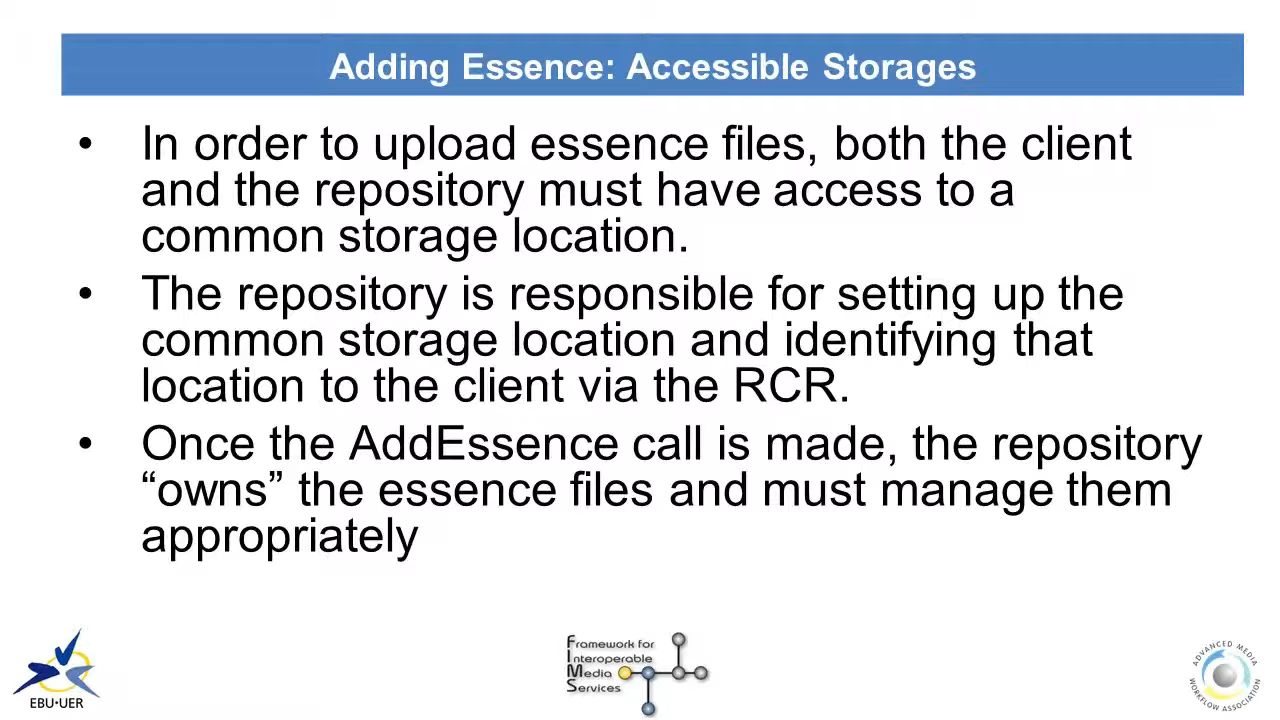 Adding Essence: Accessible Storages
• In order to upload essence files, both the client
and the repository must have access to a
common storage location.
• The repository is responsible for setting up the
common storage location and identifying that
location to the client via the RCR.
• Once the AddEssence call is made, the repository
“owns” the essence files and must manage them
appropriately
EBU•UER
Framework for
Interoperable
Media
Services
ADVANCED MEDIA
WORKFLOW ASSOCIATION